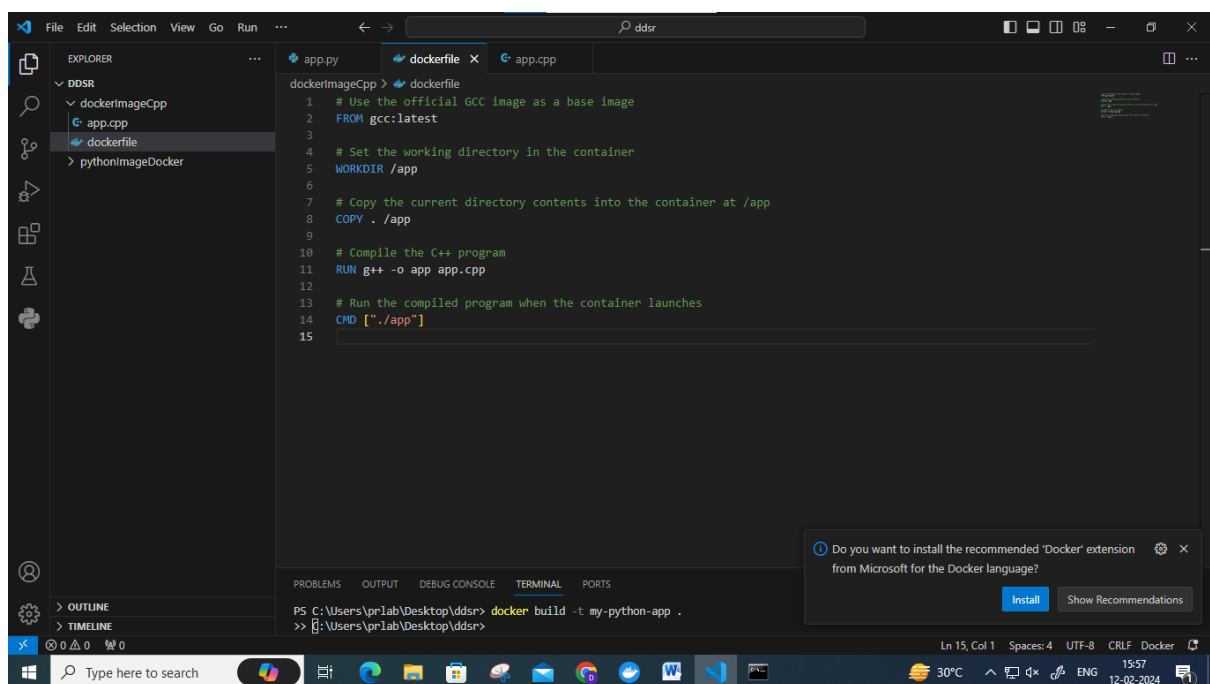 File Edit Selection View Go Run ···
ddsr
EXPLORER ···
DDSR
dockerImageCpp
app.cpp
dockerfile
pythonImageDocker
OUTLINE
TIMELINE
app.py dockerfile app.cpp
dockerImageCpp > dockerfile
1 # Use the official GCC image as a base image
2 FROM gcc:latest
3
4 # Set the working directory in the container
5 WORKDIR /app
6
7 # Copy the current directory contents into the container at /app
8 COPY . /app
9
10 # Compile the C++ program
11 RUN g++ -o app app.cpp
12
13 # Run the compiled program when the container launches
14 CMD ["./app"]
15
Do you want to install the recommended 'Docker' extension
from Microsoft for the Docker language?
Install Show Recommendations
PROBLEMS OUTPUT DEBUG CONSOLE TERMINAL PORTS
PS C:\Users\prlab\Desktop\ddsr> docker build -t my-python-app .
>> :\Users\prlab\Desktop\ddsr>
0 0 0 Ln 15, Col 1 Spaces: 4 UTF-8 CRLF Docker
Type here to search 30°C ENG 15:57
12-02-2024